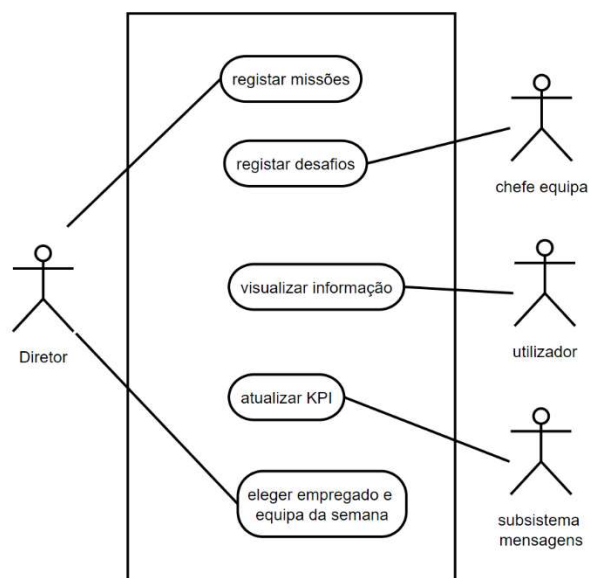 registar missões
registar desafios
chefe equipa
visualizar informação
Diretor
utilizador
atualizar KPI
eleger empregado e
equipa da semana
subsistema
mensagens